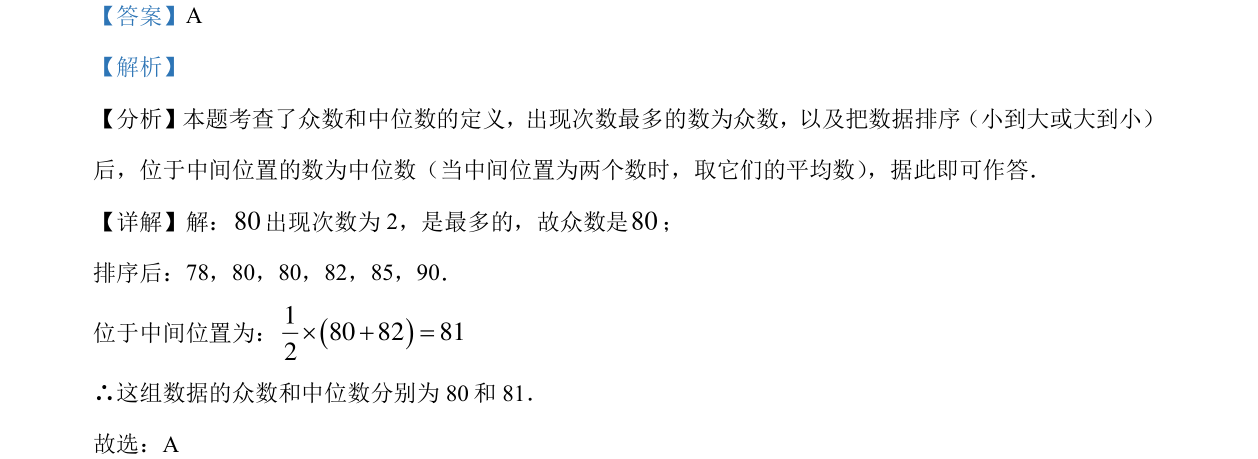 【答案】A
【解析】
【分析】本题考查了众数和中位数的定义，出现次数最多的数为众数，以及把数据排序（小到大或大到小）
后，位于中间位置的数为中位数（当中间位置为两个数时，取它们的平均数），据此即可作答．
【详解】解：80出现次数为 2，是最多的，故众数是80；
排序后：78，80，80，82，85，90．
位于中间位置为：1/2×(80+82)=81
∴这组数据的众数和中位数分别为 80 和 81．
故选：A